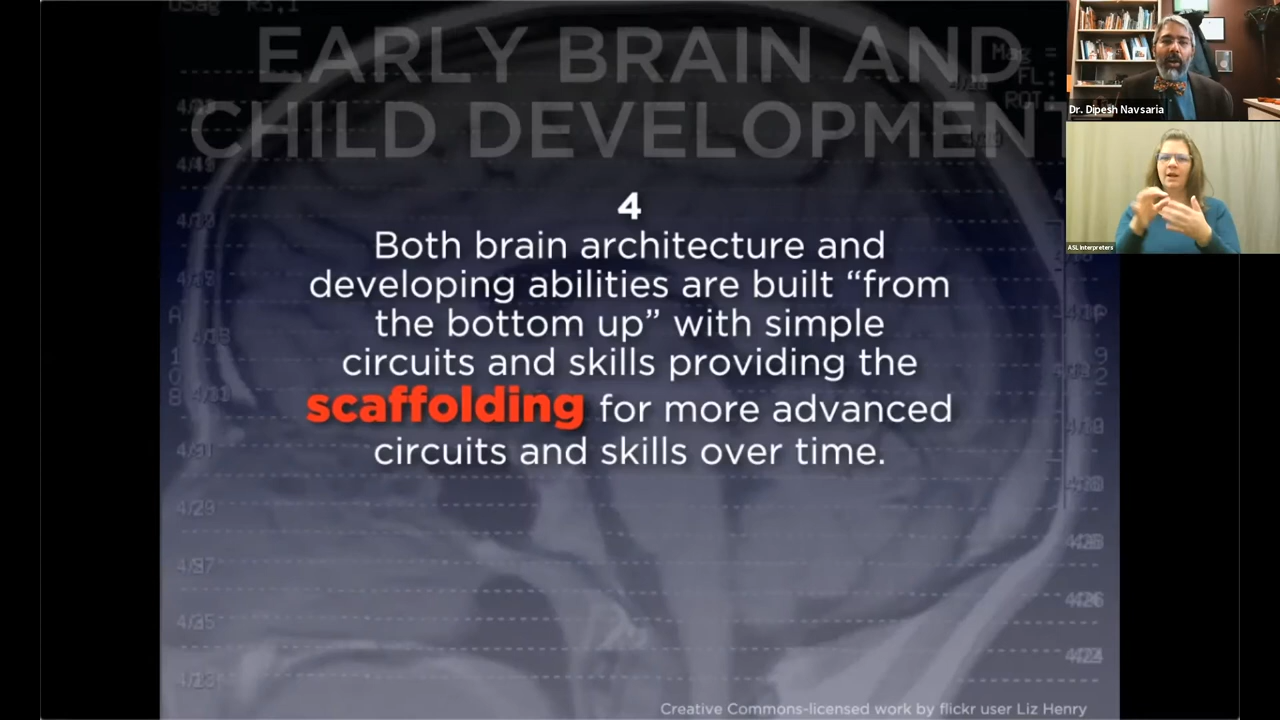 EARLY BRAIN AND
CHILD DEVELOPMENT
4
Both brain architecture and
developing abilities are built “from
the bottom up” with simple
circuits and skills providing the
scaffolding for more advanced
circuits and skills over time.
Creative Commons-licensed work by flickr user Liz Henry
Dr. Dipesh Navsaria
ASL Interpreters